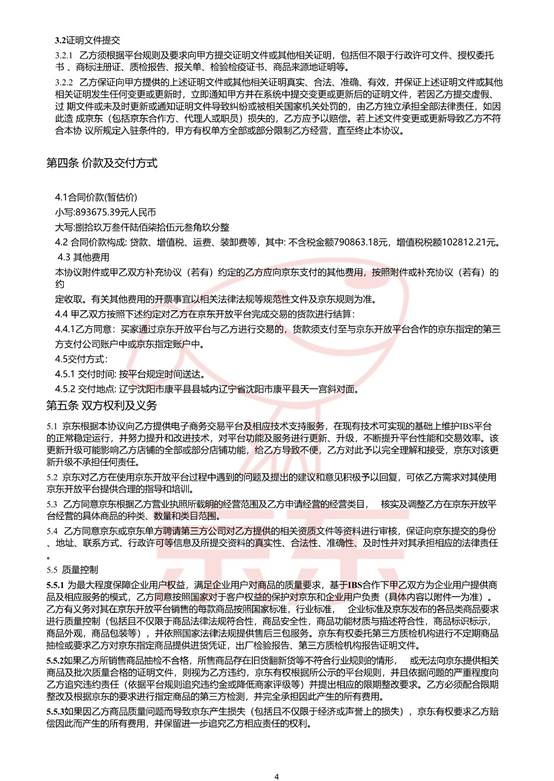 3.2证明文件提交
3.2.1 乙方须根据平台规则及要求向甲方提交证明文件或其他相关证明，包括但不限于行政许可文件、授权委托
书 、商标注册证、质检报告、报关单、检验检疫证书、商品来源地证明等。
3.2.2 乙方保证向甲方提供的上述证明文件或其他相关证明真实、合法、准确、有效，并保证上述证明文件或其他
相关证明发生任何变更或更新时，立即通知甲方并在系统中提交变更或更新后的证明文件，若因乙方提交虚假、
过 期文件或未及时更新或通知证明文件导致纠纷或被相关国家机关处罚的，由乙方独立承担全部法律责任，如因
此造 成京东（包括京东合作方、代理人或职员）损失的，乙方应予以赔偿。若上述文件变更或更新导致乙方不符
合本协 议所规定入驻条件的，甲方有权单方全部或部分限制乙方经营，直至终止本协议。
第四条 价款及交付方式
4.1合同价款(暂估价)
小写:893675.39元人民币
大写:捌拾玖万叁仟陆佰柒拾伍元叁角玖分整
4.2 合同价款构成: 贷款、增值税、运费、装卸费等，其中: 不含税金额790863.18元，增值税税额102812.21元。
4.3 其他费用
本协议附件或甲乙双方补充协议（若有）约定的乙方应向京东支付的其他费用，按照附件或补充协议（若有）的
约
定收取。有关其他费用的开票事宜以相关法律法规等规范性文件及京东规则为准。
4.4 甲乙双方按照下述约定对乙方在京东开放平台完成交易的货款进行结算：
4.4.1乙方同意：买家通过京东开放平台与乙方进行交易的，货款须支付至与京东开放平台合作的京东指定的第三
方支付公司账户中或京东指定账户中。
4.5交付方式：
4.5.1 交付时间: 按平台规定时间送达。
4.5.2 交付地点: 辽宁沈阳市康平县县城内辽宁省沈阳市康平县天一宫斜对面。
第五条 双方权利及义务
5.1 京东根据本协议向乙方提供电子商务交易平台及相应技术支持服务，在现有技术可实现的基础上维护IBS平台
的正常稳定运行，并努力提升和改进技术，对平台功能及服务进行更新、升级，不断提升平台性能和交易效率。该
更新升级可能影响乙方店铺的全部或部分店铺功能，给乙方导致不便，乙方对此予以完全理解和接受，京东对该更
新升级不承担任何责任。
5.2 京东对乙方在使用京东开放平台过程中遇到的问题及提出的建议和意见积极予以回复，可依乙方需求对其使用
京东开放平台提供合理的指导和培训。
5.3 乙方同意京东根据乙方营业执照所载明的经营范围及乙方申请经营的经营类目， 核实及调整乙方在京东开放平
台经营的具体商品的种类、数量和类目范围。
5.4 乙方同意京东或京东单方聘请第三方公司对乙方提供的相关资质文件等资料进行审核，保证向京东提交的身份
、地址、联系方式、行政许可等信息及所提交资料的真实性、合法性、准确性、及时性并对其承担相应的法律责任
。
5.5 质量控制
5.5.1 为最大程度保障企业用户权益，满足企业用户对商品的质量要求，基于IBS合作下甲乙双方为企业用户提供商
品及相应服务的模式，乙方同意按照国家对于客户权益的保护对京东和企业用户负责（具体内容以附件一为准）。
乙方有义务对其在京东开放平台销售的每款商品按照国家标准，行业标准， 企业标准及京东发布的各品类商品要求
进行质量控制（包括且不仅限于商品法律法规符合性，商品安全性，商品功能材质与描述符合性，商品标识标示，
商品外观，商品包装等），并依照国家法律法规提供售后三包服务。京东有权委托第三方质检机构进行不定期商品
抽检或要求乙方对京东指定商品提供进货凭证，出厂检验报告、第三方质检机构报告证明文件。
5.5.2如果乙方所销售商品抽检不合格，所售商品存在旧货翻新货等不符合行业规则的情形， 或无法向京东提供相关
商品及批次质量合格的证明文件，则视为乙方违约，京东有权根据所公示的平台规则，并且依据问题的严重程度向
乙方追究违约责任（依据平台规则追究违约金或降低商家评级等）并提出相应的限期整改要求。乙方必须配合限期
整改及根据京东的要求进行指定商品的第三方检测，并完全承担因此产生的所有费用。
5.5.3如果因乙方商品质量问题而导致京东产生损失（包括且不仅限于经济或声誉上的损失），京东有权要求乙方赔
偿因此而产生的所有费用，并保留进一步追究乙方相应责任的权利。
京东
4